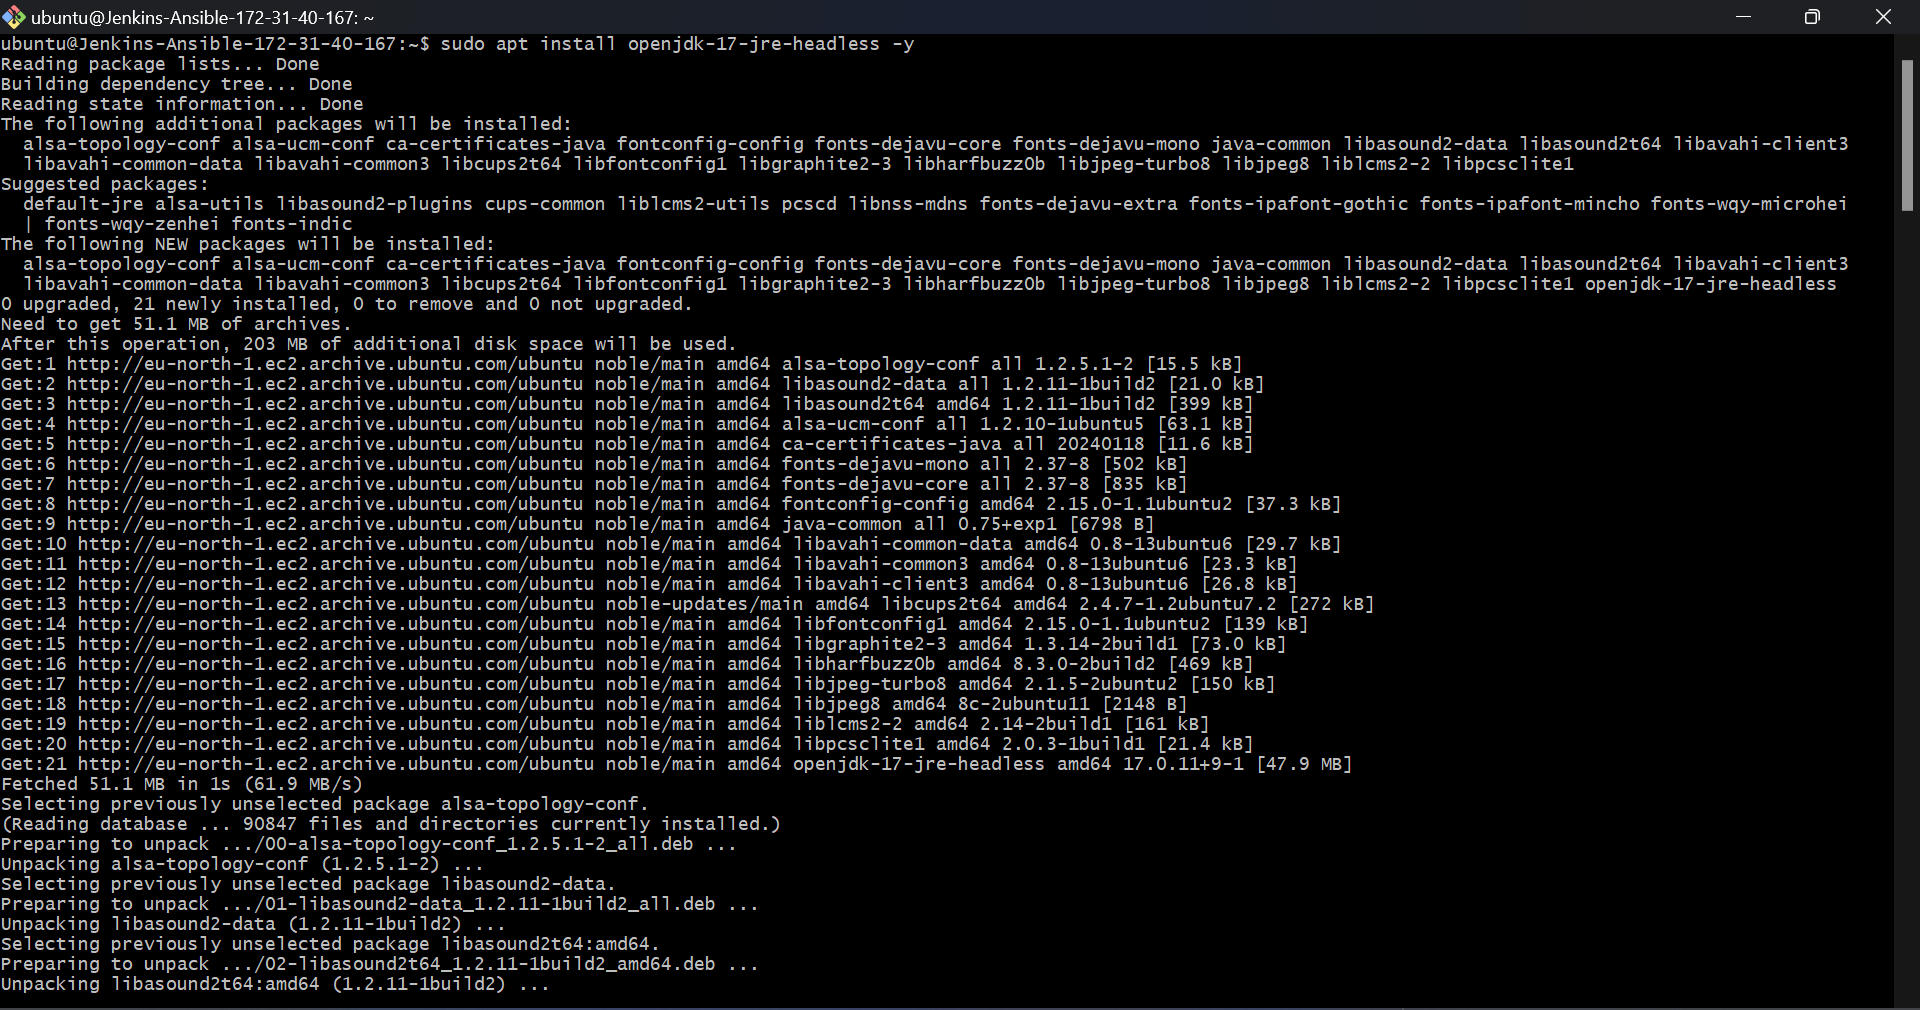 ubuntu@Jenkins-Ansible-172-31-40-167: ~
ubuntu@Jenkins-Ansible-172-31-40-167:~$ sudo apt install openjdk-17-jre-headless -y
Reading package lists... Done
Building dependency tree... Done
Reading state information... Done
The following additional packages will be installed:
  alsa-topology-conf alsa-ucm-conf ca-certificates-java fontconfig-config fonts-dejavu-core fonts-dejavu-mono java-common libasound2-data libasound2t64 libavahi-client3
  libavahi-common-data libavahi-common3 libcups2t64 libfontconfig1 libgraphite2-3 libharfbuzz0b libjpeg-turbo8 libjpeg8 liblcms2-2 libpcsclite1
Suggested packages:
  default-jre alsa-utils libasound2-plugins cups-common liblcms2-utils pcscd libnss-mdns fonts-dejavu-extra fonts-ipafont-gothic fonts-ipafont-mincho fonts-wqy-microhei
  | fonts-wqy-zenhei fonts-indic
The following NEW packages will be installed:
  alsa-topology-conf alsa-ucm-conf ca-certificates-java fontconfig-config fonts-dejavu-core fonts-dejavu-mono java-common libasound2-data libasound2t64 libavahi-client3
  libavahi-common-data libavahi-common3 libcups2t64 libfontconfig1 libgraphite2-3 libharfbuzz0b libjpeg-turbo8 libjpeg8 liblcms2-2 libpcsclite1 openjdk-17-jre-headless
0 upgraded, 21 newly installed, 0 to remove and 0 not upgraded.
Need to get 51.1 MB of archives.
After this operation, 203 MB of additional disk space will be used.
Get:1 http://eu-north-1.ec2.archive.ubuntu.com/ubuntu noble/main amd64 alsa-topology-conf all 1.2.5.1-2 [15.5 kB]
Get:2 http://eu-north-1.ec2.archive.ubuntu.com/ubuntu noble/main amd64 libasound2-data all 1.2.11-1build2 [21.0 kB]
Get:3 http://eu-north-1.ec2.archive.ubuntu.com/ubuntu noble/main amd64 libasound2t64 amd64 1.2.11-1build2 [399 kB]
Get:4 http://eu-north-1.ec2.archive.ubuntu.com/ubuntu noble/main amd64 alsa-ucm-conf all 1.2.10-1ubuntu5 [63.1 kB]
Get:5 http://eu-north-1.ec2.archive.ubuntu.com/ubuntu noble/main amd64 ca-certificates-java all 20240118 [11.6 kB]
Get:6 http://eu-north-1.ec2.archive.ubuntu.com/ubuntu noble/main amd64 fonts-dejavu-mono all 2.37-8 [502 kB]
Get:7 http://eu-north-1.ec2.archive.ubuntu.com/ubuntu noble/main amd64 fonts-dejavu-core all 2.37-8 [835 kB]
Get:8 http://eu-north-1.ec2.archive.ubuntu.com/ubuntu noble/main amd64 fontconfig-config amd64 2.15.0-1.1ubuntu2 [37.3 kB]
Get:9 http://eu-north-1.ec2.archive.ubuntu.com/ubuntu noble/main amd64 java-common all 0.75+exp1 [6798 B]
Get:10 http://eu-north-1.ec2.archive.ubuntu.com/ubuntu noble/main amd64 libavahi-common-data amd64 0.8-13ubuntu6 [29.7 kB]
Get:11 http://eu-north-1.ec2.archive.ubuntu.com/ubuntu noble/main amd64 libavahi-common3 amd64 0.8-13ubuntu6 [23.3 kB]
Get:12 http://eu-north-1.ec2.archive.ubuntu.com/ubuntu noble/main amd64 libavahi-client3 amd64 0.8-13ubuntu6 [26.8 kB]
Get:13 http://eu-north-1.ec2.archive.ubuntu.com/ubuntu noble-updates/main amd64 libcups2t64 amd64 2.4.7-1.2ubuntu7.2 [272 kB]
Get:14 http://eu-north-1.ec2.archive.ubuntu.com/ubuntu noble/main amd64 libfontconfig1 amd64 2.15.0-1.1ubuntu2 [139 kB]
Get:15 http://eu-north-1.ec2.archive.ubuntu.com/ubuntu noble/main amd64 libgraphite2-3 amd64 1.3.14-2build1 [73.0 kB]
Get:16 http://eu-north-1.ec2.archive.ubuntu.com/ubuntu noble/main amd64 libharfbuzz0b amd64 8.3.0-2build2 [469 kB]
Get:17 http://eu-north-1.ec2.archive.ubuntu.com/ubuntu noble/main amd64 libjpeg-turbo8 amd64 2.1.5-2ubuntu2 [150 kB]
Get:18 http://eu-north-1.ec2.archive.ubuntu.com/ubuntu noble/main amd64 libjpeg8 amd64 8c-2ubuntu11 [2148 B]
Get:19 http://eu-north-1.ec2.archive.ubuntu.com/ubuntu noble/main amd64 liblcms2-2 amd64 2.14-2build1 [161 kB]
Get:20 http://eu-north-1.ec2.archive.ubuntu.com/ubuntu noble/main amd64 libpcsclite1 amd64 2.0.3-1build1 [21.4 kB]
Get:21 http://eu-north-1.ec2.archive.ubuntu.com/ubuntu noble/main amd64 openjdk-17-jre-headless amd64 17.0.11+9-1 [47.9 MB]
Fetched 51.1 MB in 1s (61.9 MB/s)
Selecting previously unselected package alsa-topology-conf.
(Reading database ... 90847 files and directories currently installed.)
Preparing to unpack .../00-alsa-topology-conf_1.2.5.1-2_all.deb ...
Unpacking alsa-topology-conf (1.2.5.1-2) ...
Selecting previously unselected package libasound2-data.
Preparing to unpack .../01-libasound2-data_1.2.11-1build2_all.deb ...
Unpacking libasound2-data (1.2.11-1build2) ...
Selecting previously unselected package libasound2t64:amd64.
Preparing to unpack .../02-libasound2t64_1.2.11-1build2_amd64.deb ...
Unpacking libasound2t64:amd64 (1.2.11-1build2) ...